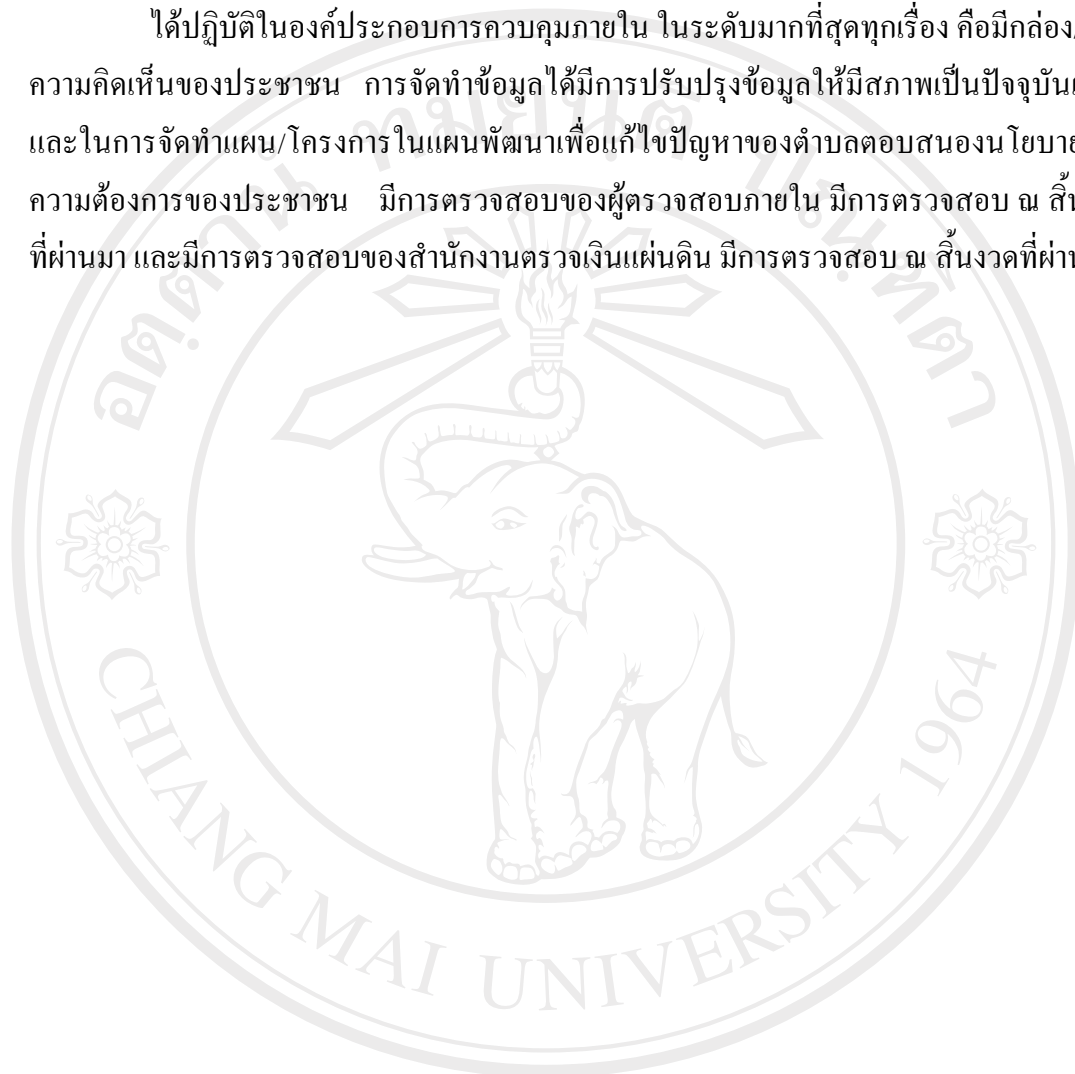 ได้ปฏิบัติในองค์ประกอบการควบคุมภายใน ในระดับมากที่สุดทุกเรื่อง คือมีกล่อง/
ความคิดเห็นของประชาชน การจัดทำข้อมูลได้มีการปรับปรุงข้อมูลให้มีสภาพเป็นปัจจุบัน
และในการจัดทำแผน/โครงการในแผนพัฒนาเพื่อแก้ไขปัญหาของตำบลตอบสนองนโยบาย
ความต้องการของประชาชน มีการตรวจสอบของผู้ตรวจสอบภายใน มีการตรวจสอบ ณ สิ้น
ที่ผ่านมา และมีการตรวจสอบของสำนักงานตรวจเงินแผ่นดิน มีการตรวจสอบ ณ สิ้นงวดที่ผ่าน
อตฺตานํ ทมยนฺติ ปณฺฑิตา
CHIANG MAI UNIVERSITY 1964